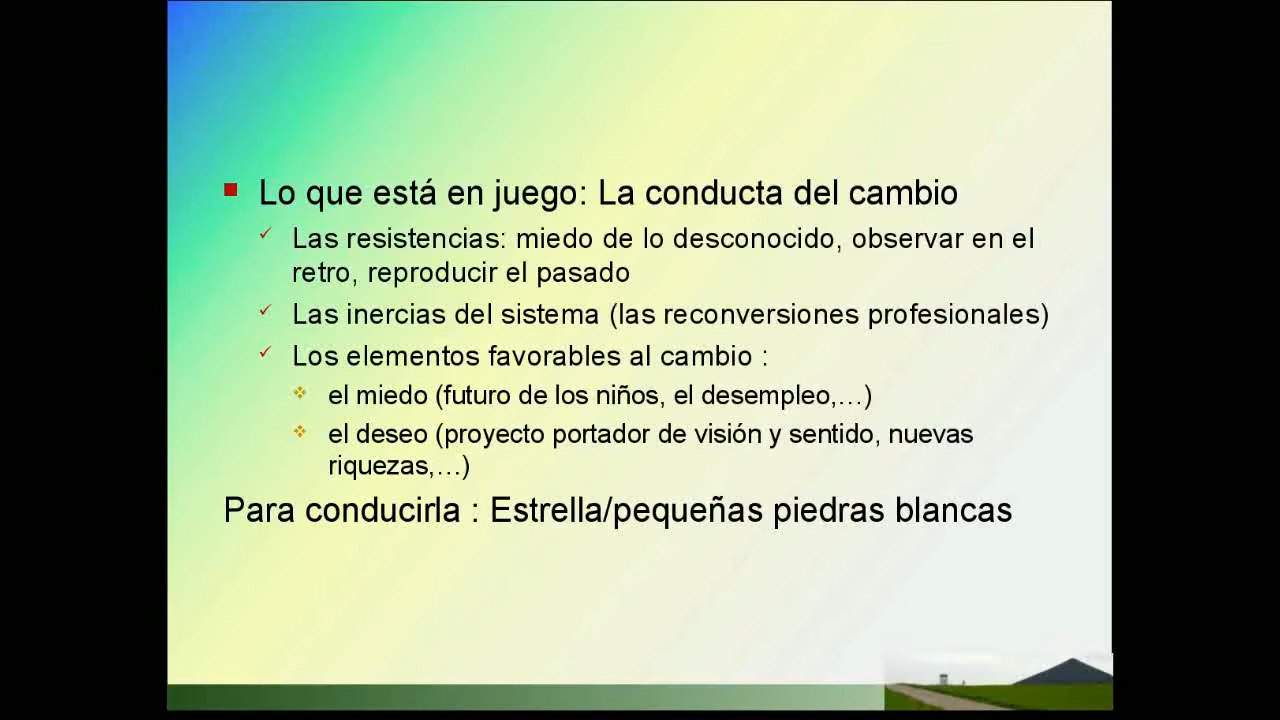 Lo que está en juego: La conducta del cambio
Las resistencias: miedo de lo desconocido, observar en el
retro, reproducir el pasado
Las inercias del sistema (las reconversiones profesionales)
Los elementos favorables al cambio :
el miedo (futuro de los niños, el desempleo,…)
el deseo (proyecto portador de visión y sentido, nuevas
riquezas,…)
Para conducirla : Estrella/pequeñas piedras blancas